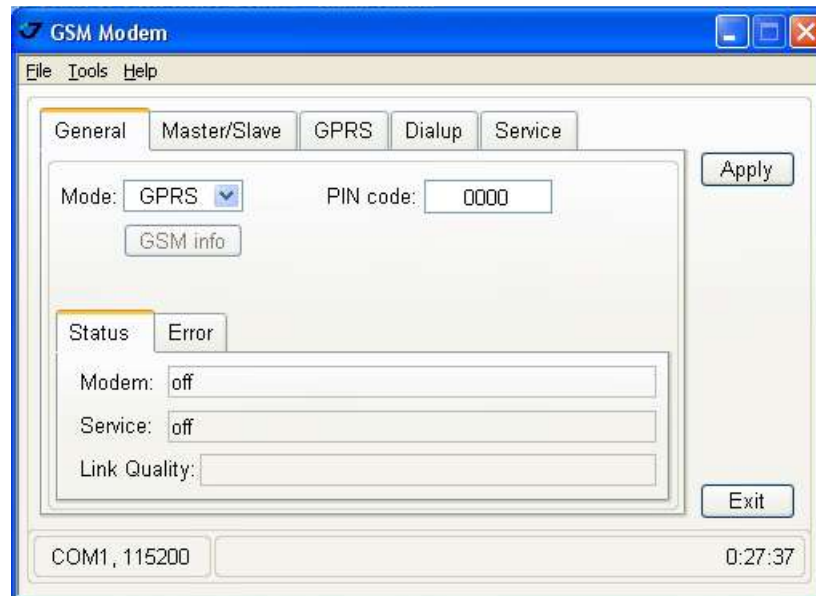 GSM Modem
File Tools Help
General Master/Slave GPRS Dialup Service
Apply
Mode: GPRS PIN code: 0000
GSM info
Status Error
Modem: off
Service: off
Link Quality:
Exit
COM1, 115200 0:27:37